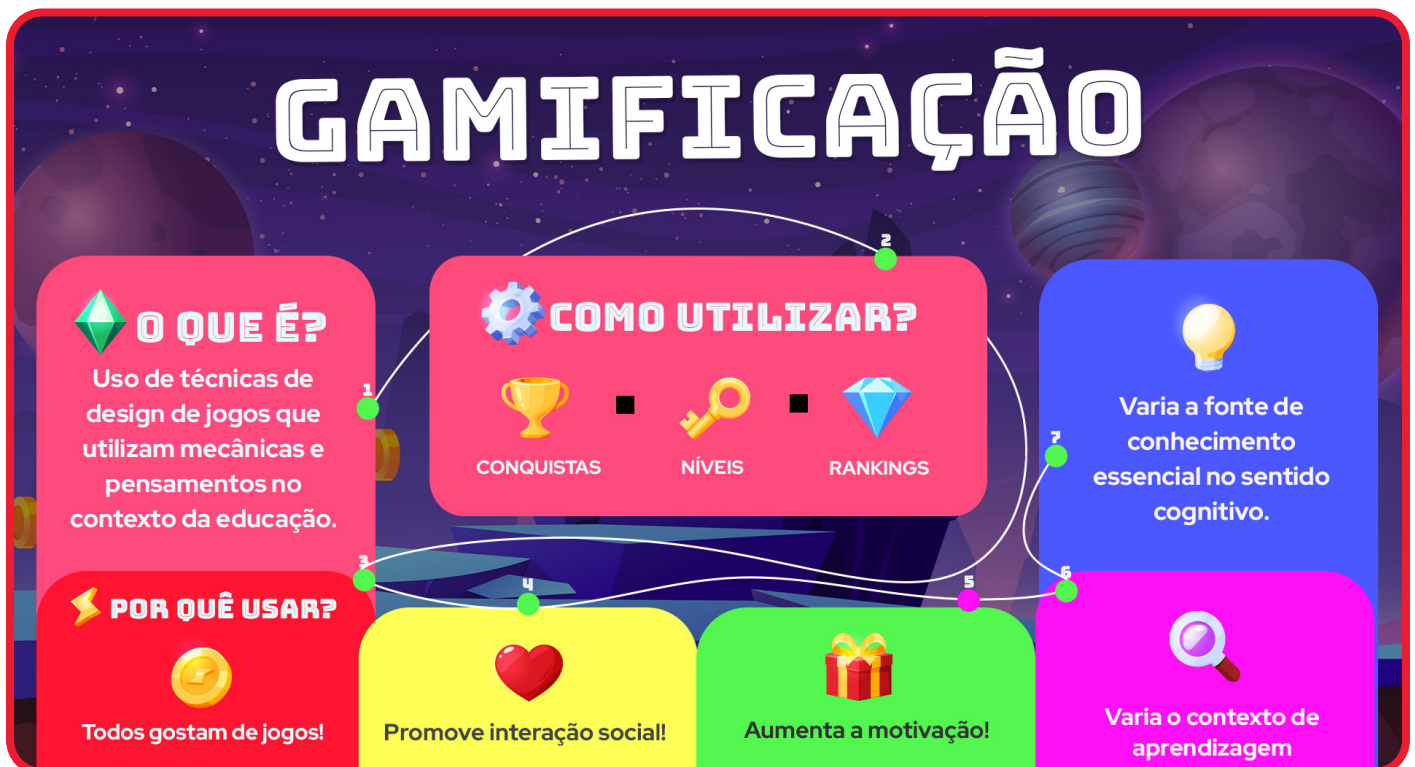 GAMIFICAÇÃO
1
O QUE É?
Uso de técnicas de
design de jogos que
utilizam mecânicas e
pensamentos no
contexto da educação.
2
COMO UTILIZAR?
CONQUISTAS
NÍVEIS
RANKINGS
3
POR QUÊ USAR?
Todos gostam de jogos!
4
Promove interação social!
5
Aumenta a motivação!
6
Varia o contexto de
aprendizagem
7
Varia a fonte de
conhecimento
essencial no sentido
cognitivo.